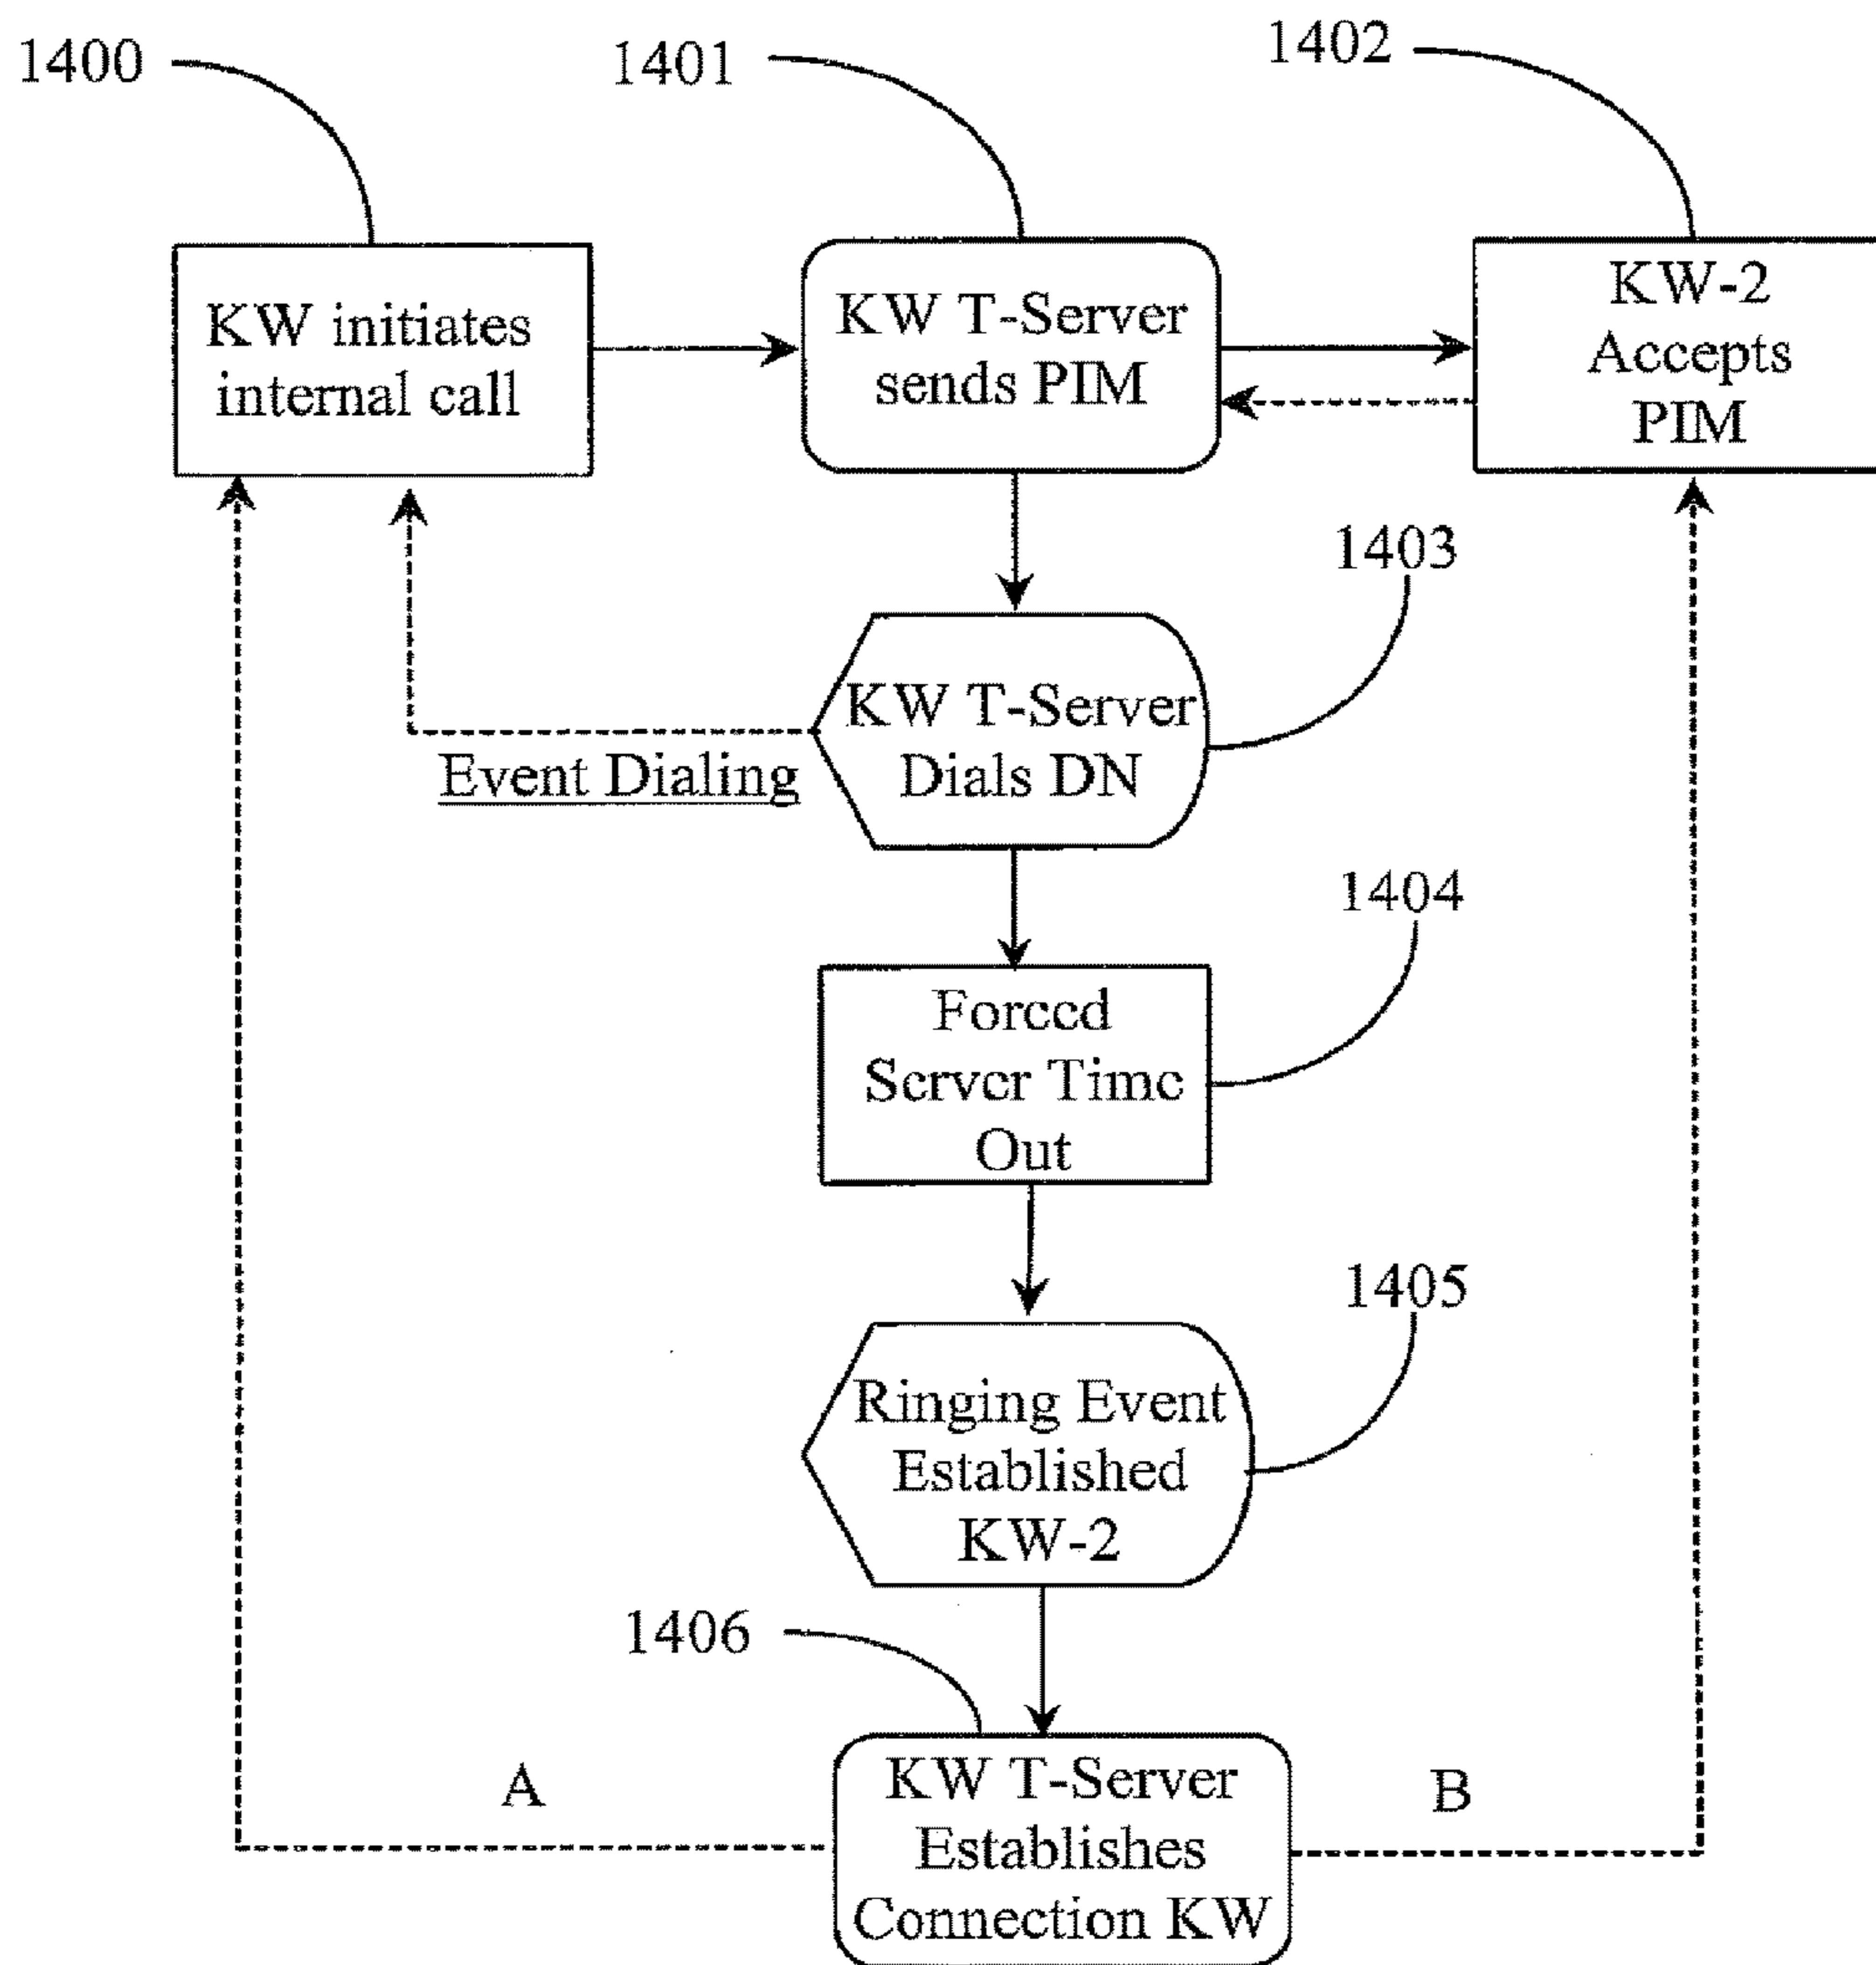 1400
1401
1402
KW initiates
internal call
KW T-Server
sends PIM
KW-2
Accepts
PIM
1403
KW T-Server
Dials DN
Event Dialing
1404
Forced
Server Time
Out
1405
Ringing Event
Established
KW-2
1406
KW T-Server
Establishes
Connection KW
A
B